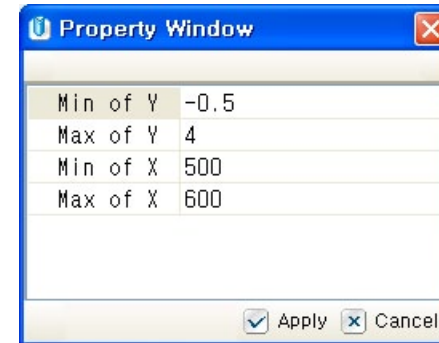 Property Window
Min of Y -0.5
Max of Y 4
Min of X 500
Max of X 600
Apply Cancel